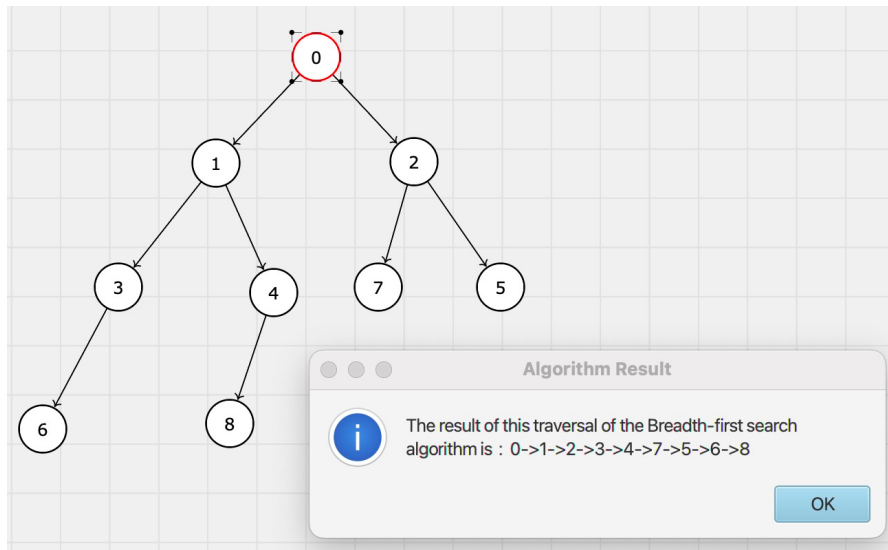 0
1
2
3
4
7
5
6
8
Algorithm Result
The result of this traversal of the Breadth-first search
algorithm is : 0->1->2->3->4->7->5->6->8
OK